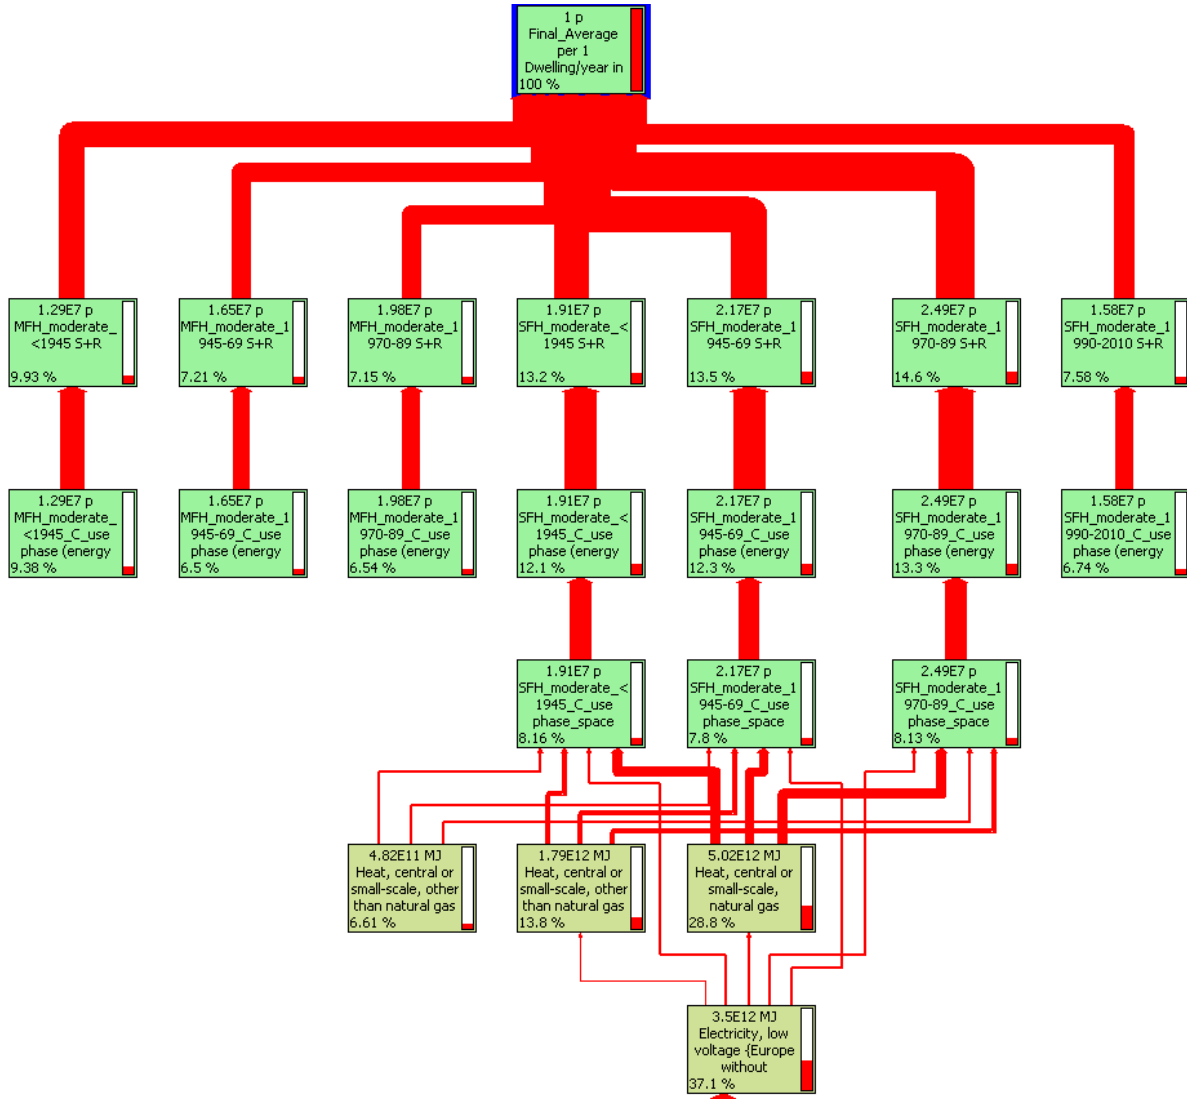 1 p
Final_Average
per 1
Dwelling/year in
100 %
1.29E7 p
MFH_moderate_
<1945 S+R
9.93 %
1.65E7 p
MFH_moderate_1
945-69 S+R
7.21 %
1.98E7 p
MFH_moderate_1
970-89 S+R
7.15 %
1.91E7 p
SFH_moderate_<
1945 S+R
13.2 %
2.17E7 p
SFH_moderate_1
945-69 S+R
13.5 %
2.49E7 p
SFH_moderate_1
970-89 S+R
14.6 %
1.58E7 p
SFH_moderate_1
990-2010 S+R
7.58 %
1.29E7 p
MFH_moderate_
<1945_C_use
phase (energy
9.38 %
1.65E7 p
MFH_moderate_1
945-69_C_use
phase (energy
6.5 %
1.98E7 p
MFH_moderate_1
970-89_C_use
phase (energy
6.54 %
1.91E7 p
SFH_moderate_<
1945_C_use
phase (energy
12.1 %
2.17E7 p
SFH_moderate_1
945-69_C_use
phase (energy
12.3 %
2.49E7 p
SFH_moderate_1
970-89_C_use
phase (energy
13.3 %
1.58E7 p
SFH_moderate_1
990-2010_C_use
phase (energy
6.74 %
1.91E7 p
SFH_moderate_<
1945_C_use
phase_space
8.16 %
2.17E7 p
SFH_moderate_1
945-69_C_use
phase_space
7.8 %
2.49E7 p
SFH_moderate_1
970-89_C_use
phase_space
8.13 %
4.82E11 MJ
Heat, central or
small-scale, other
than natural gas
6.61 %
1.79E12 MJ
Heat, central or
small-scale, other
than natural gas
13.8 %
5.02E12 MJ
Heat, central or
small-scale,
natural gas
28.8 %
3.5E12 MJ
Electricity, low
voltage {Europe
without
37.1 %